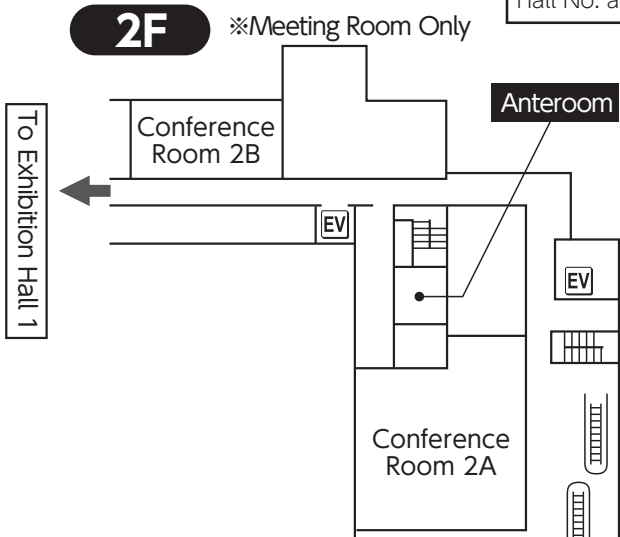 2F
※Meeting Room Only
Hall No. a
Anteroom
Conference
Room 2B
To Exhibition Hall 1
EV
EV
Conference
Room 2A